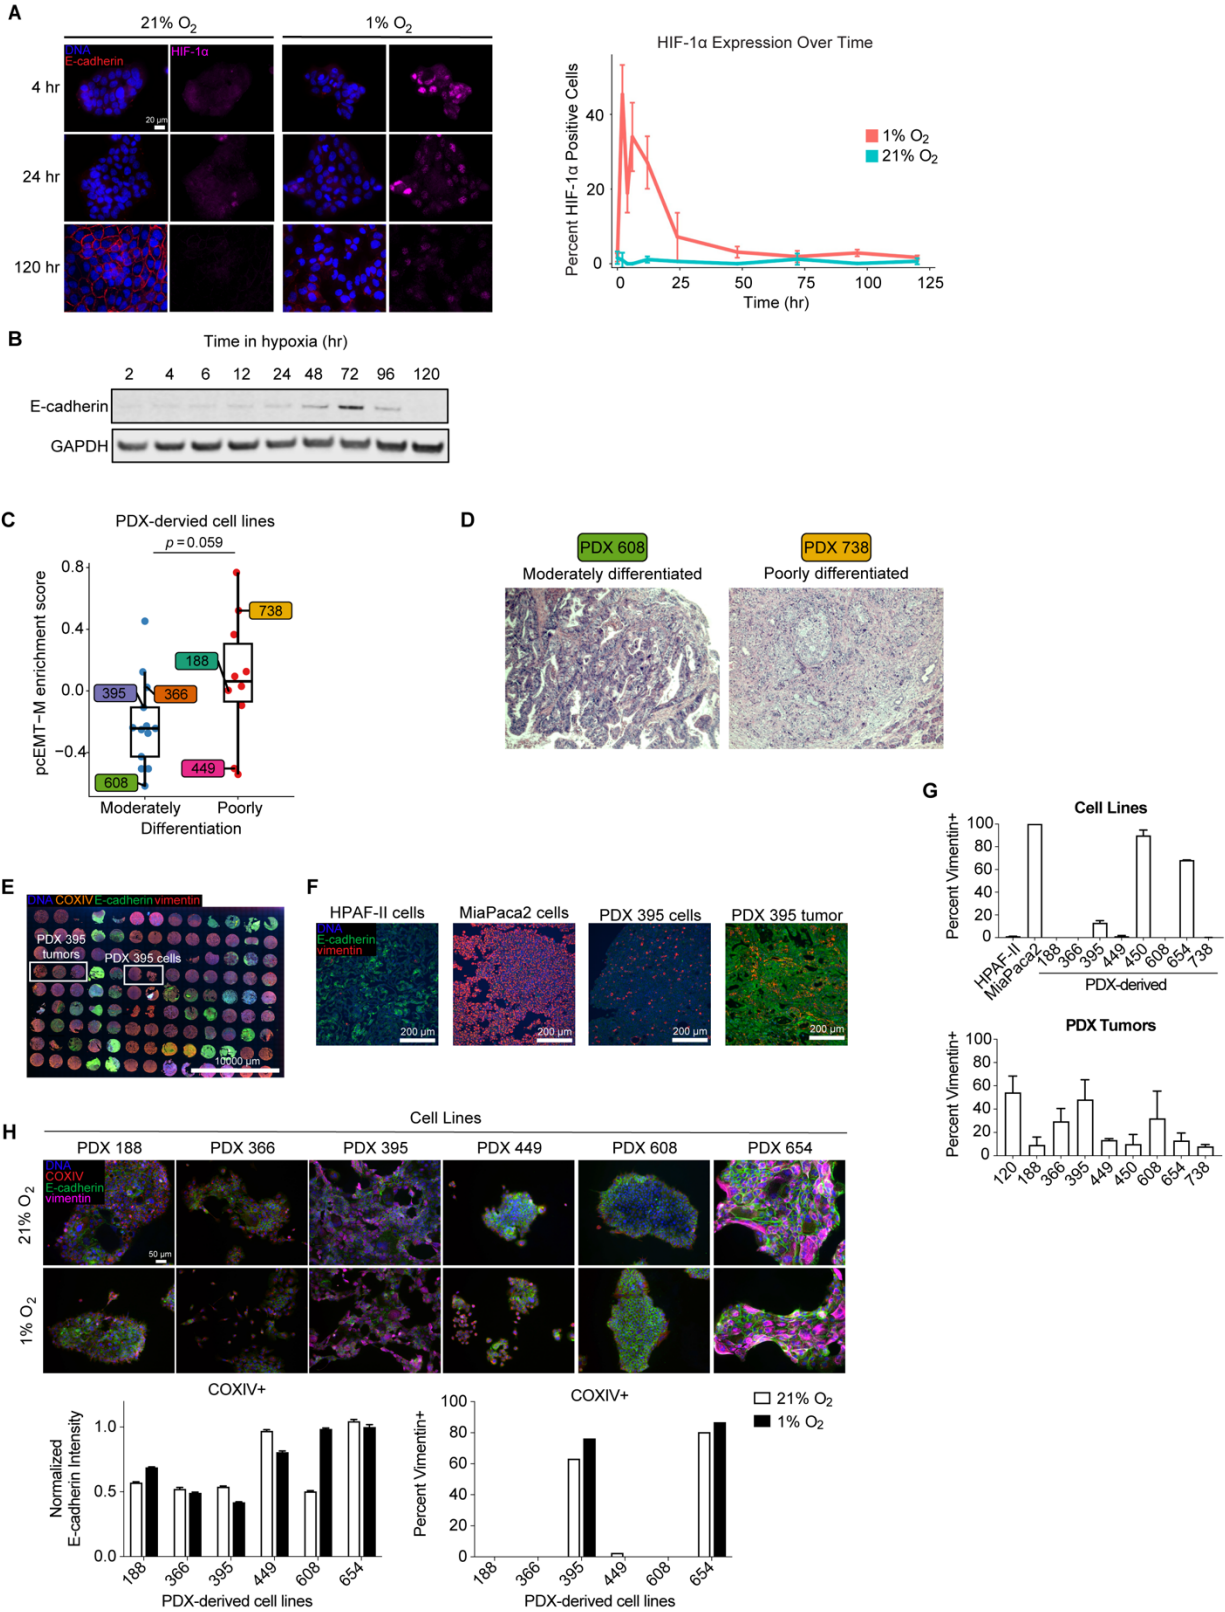 A
21% O₂
1% O₂
DNA
E-cadherin
HIF-1α
4 hr
20 µm
24 hr
120 hr
HIF-1α Expression Over Time
Percent HIF-1α Positive Cells
40
20
0
0 25 50 75 100 125
Time (hr)
1% O₂
21% O₂
B
Time in hypoxia (hr)
2 4 6 12 24 48 72 96 120
E-cadherin
GAPDH
C
PDX-dervied cell lines
p = 0.059
pcEMT−M enrichment score
0.8
0.4
0.0
−0.4
738
188
395
366
449
608
Moderately Poorly
Differentiation
D
PDX 608
Moderately differentiated
PDX 738
Poorly differentiated
E
DNA COXIV E-cadherin vimentin
PDX 395
tumors
PDX 395 cells
10000 µm
F
HPAF-II cells
MiaPaca2 cells
PDX 395 cells
PDX 395 tumor
DNA
E-cadherin
vimentin
200 µm
200 µm
200 µm
200 µm
G
Cell Lines
Percent Vimentin+
100
80
60
40
20
0
HPAF-II MiaPaca2 188 366 395 449 450 608 654 738
PDX-derived
PDX Tumors
Percent Vimentin+
100
80
60
40
20
0
120 188 366 395 449 450 608 654 738
H
Cell Lines
PDX 188 PDX 366 PDX 395 PDX 449 PDX 608 PDX 654
DNA
COXIV
E-cadherin
vimentin
21% O₂
50 µm
1% O₂
COXIV+
Normalized
E-cadherin Intensity
1.0
0.5
0.0
188 366 395 449 608 654
PDX-derived cell lines
COXIV+
Percent Vimentin+
100
80
60
40
20
0
188 366 395 449 608 654
PDX-derived cell lines
21% O₂
1% O₂